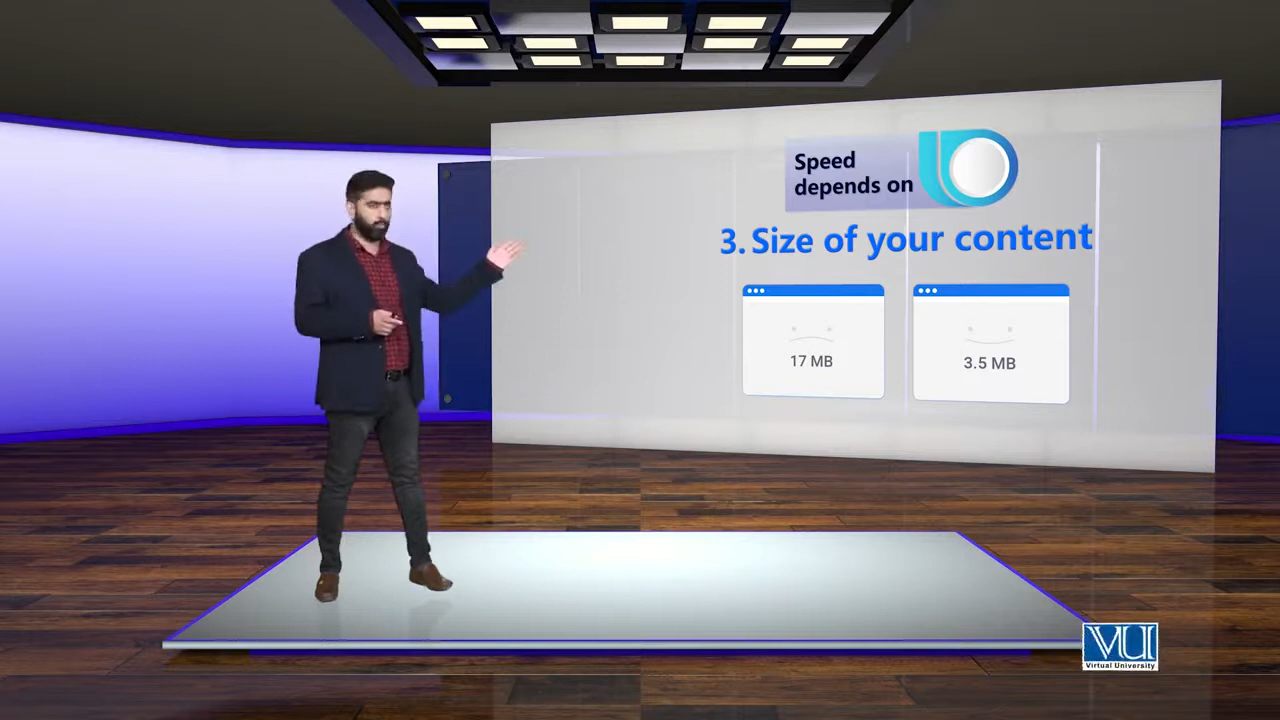 Speed
depends on
3. Size of your content
17 MB
3.5 MB
VU
Virtual University